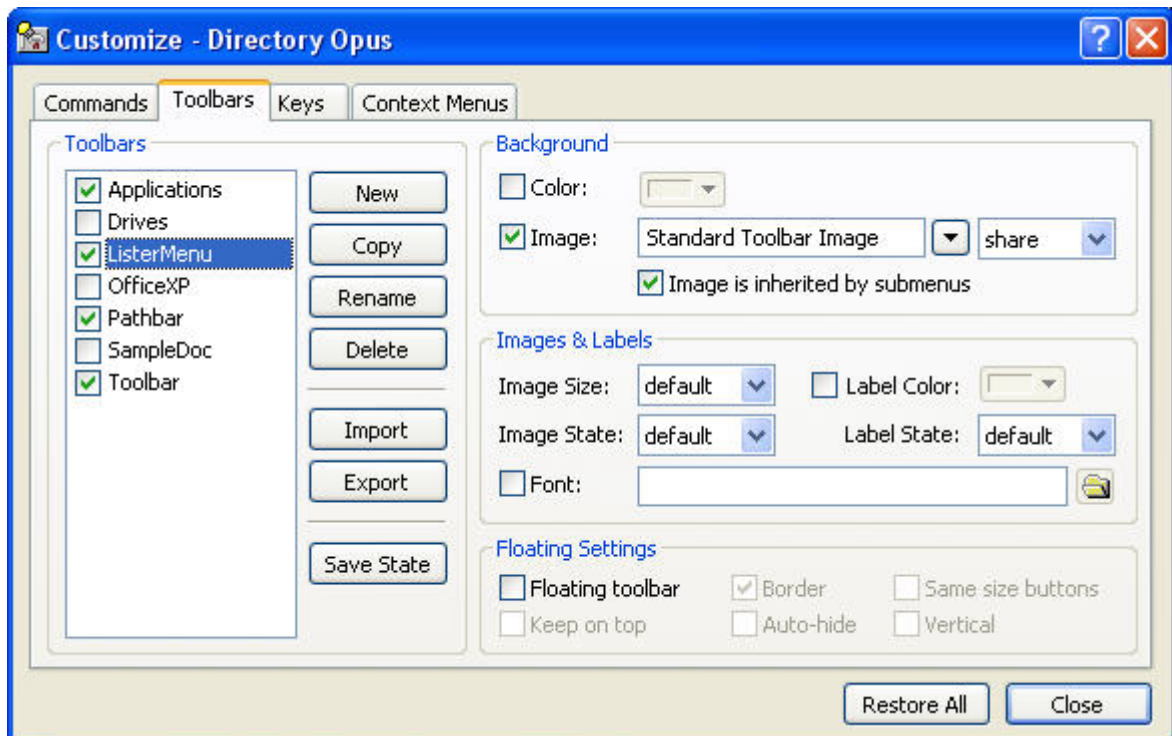 Customize - Directory Opus
Commands Toolbars Keys Context Menus
Toolbars
Applications
Drives
ListerMenu
OfficeXP
Pathbar
SampleDoc
Toolbar
New
Copy
Rename
Delete
Import
Export
Save State
Background
Color:
Image: Standard Toolbar Image share
Image is inherited by submenus
Images & Labels
Image Size: default Label Color:
Image State: default Label State: default
Font:
Floating Settings
Floating toolbar Border Same size buttons
Keep on top Auto-hide Vertical
Restore All Close